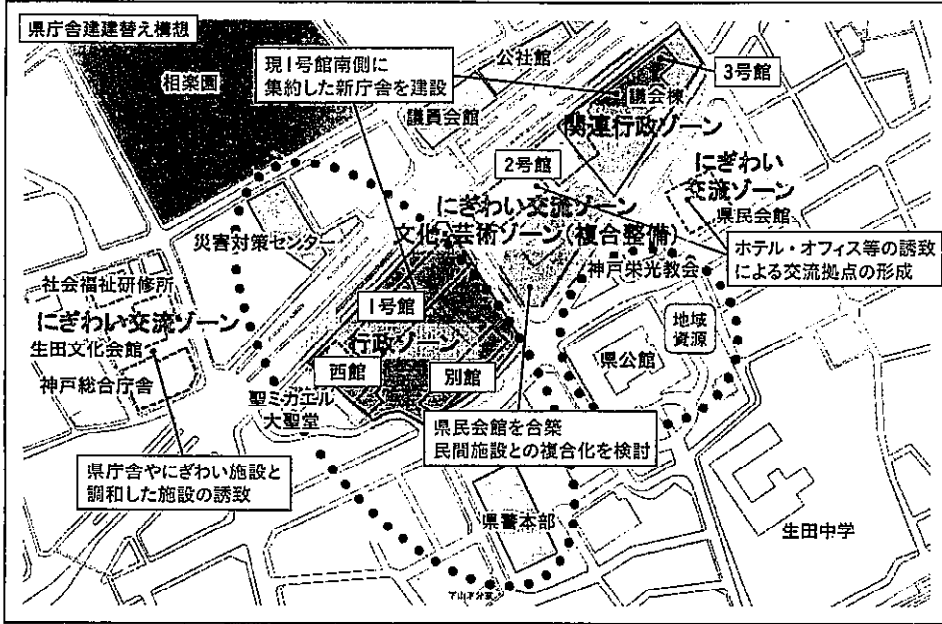 県庁舎建建替え構想
相楽園
現1号館南側に
集約した新庁舎を建設
公社館
議員会館
3号館
議会棟
関連行政ゾーン
2号館
にぎわい
交流ゾーン
県民会館
にぎわい交流ゾーン
文化・芸術ゾーン(複合整備)
神戸栄光教会
ホテル・オフィス等の誘致
による交流拠点の形成
災害対策センター
社会福祉研修所
にぎわい交流ゾーン
生田文化会館
神戸総合庁舎
1号館
行政ゾーン
西館
別館
聖ミカエル
大聖堂
県公館
地域
資源
県民会館を合築
民間施設との複合化を検討
県庁舎やにぎわい施設と
調和した施設の誘致
県警本部
生田中学